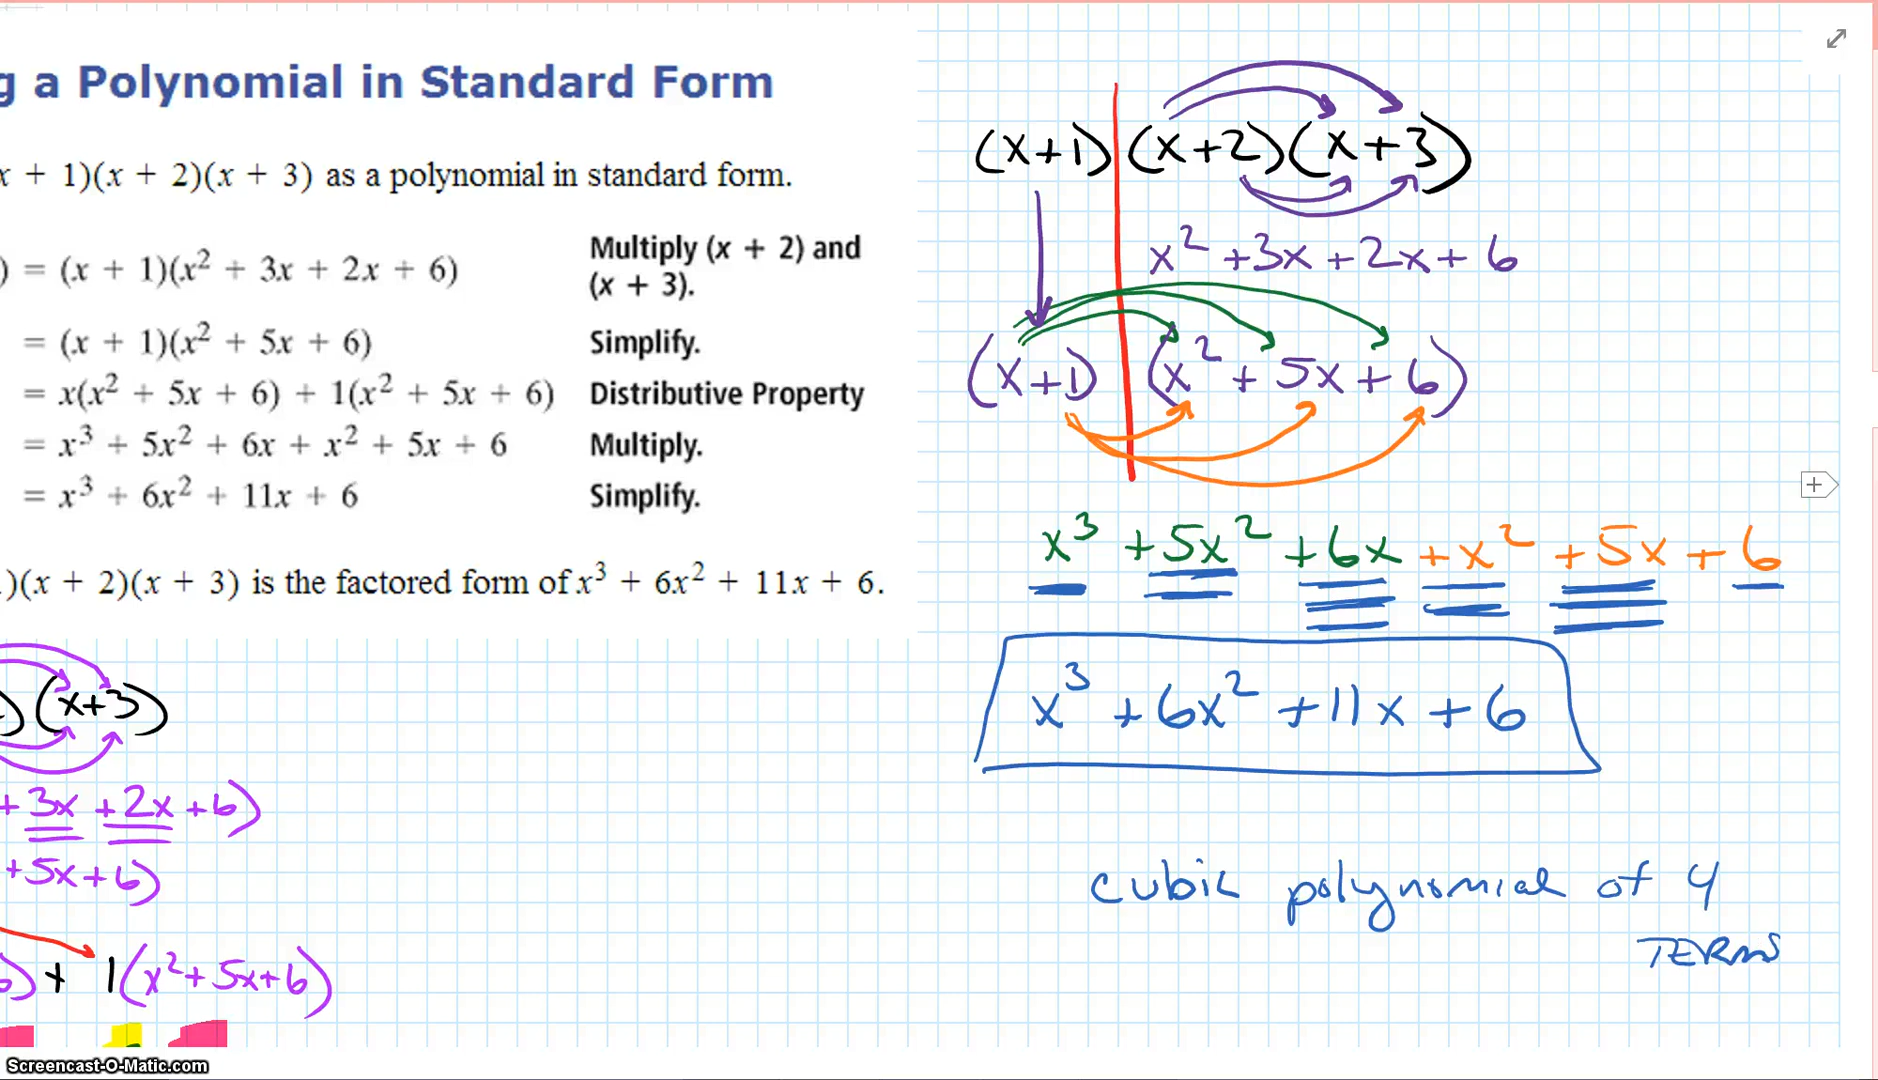 g a Polynomial in Standard Form
x + 1)(x + 2)(x + 3) as a polynomial in standard form.
) = (x + 1)(x² + 3x + 2x + 6) Multiply (x + 2) and
(x + 3).
= (x + 1)(x² + 5x + 6) Simplify.
= x(x² + 5x + 6) + 1(x² + 5x + 6) Distributive Property
= x³ + 5x² + 6x + x² + 5x + 6 Multiply.
= x³ + 6x² + 11x + 6 Simplify.
)(x + 2)(x + 3) is the factored form of x³ + 6x² + 11x + 6.
) (x+3)
+ 3x + 2x + 6)
+5x + 6)
) + 1(x² + 5x + 6)
(x+1) (x+2)(x+3)
x² + 3x + 2x + 6
(x+1) (x² + 5x + 6)
x³ + 5x² + 6x + x² + 5x + 6
x³ + 6x² + 11x + 6
cubic polynomial of 4
TERMS
Screencast-O-Matic.com